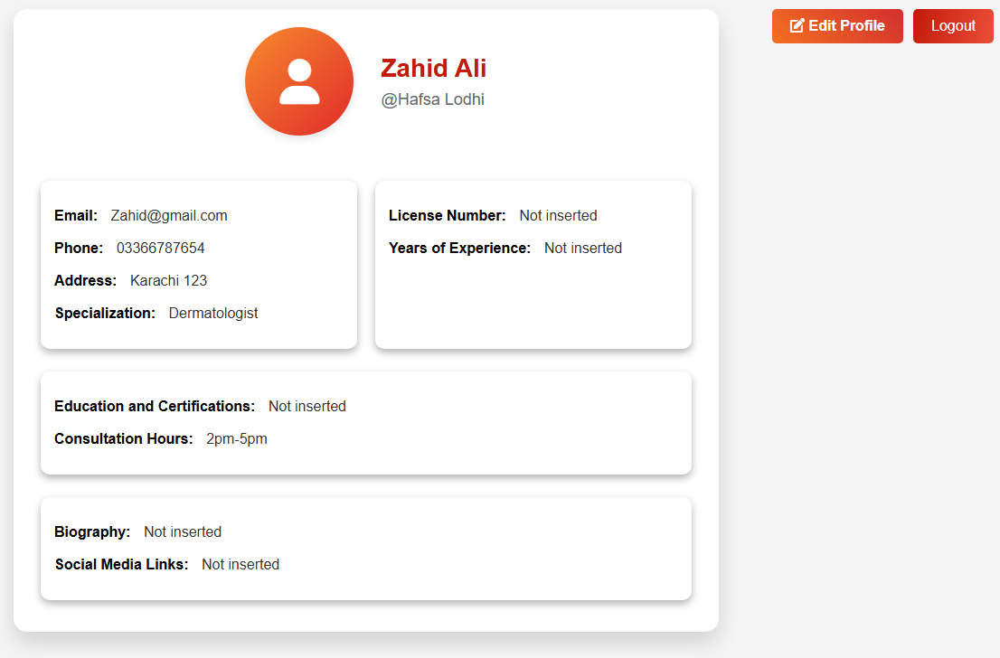 Edit Profile
Logout
Zahid Ali
@Hafsa Lodhi
Email: Zahid@gmail.com
Phone: 03366787654
Address: Karachi 123
Specialization: Dermatologist
License Number: Not inserted
Years of Experience: Not inserted
Education and Certifications: Not inserted
Consultation Hours: 2pm-5pm
Biography: Not inserted
Social Media Links: Not inserted